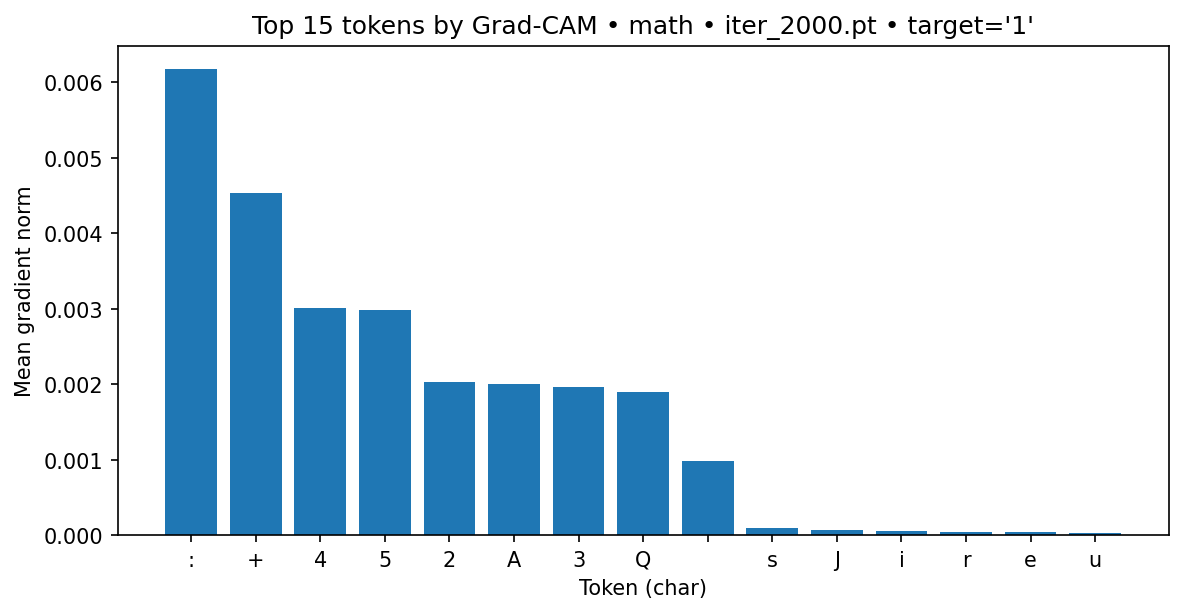 Top 15 tokens by Grad-CAM • math • iter_2000.pt • target='1'
Mean gradient norm
0.006
0.005
0.004
0.003
0.002
0.001
0.000
: + 4 5 2 A 3 Q s J i r e u
Token (char)